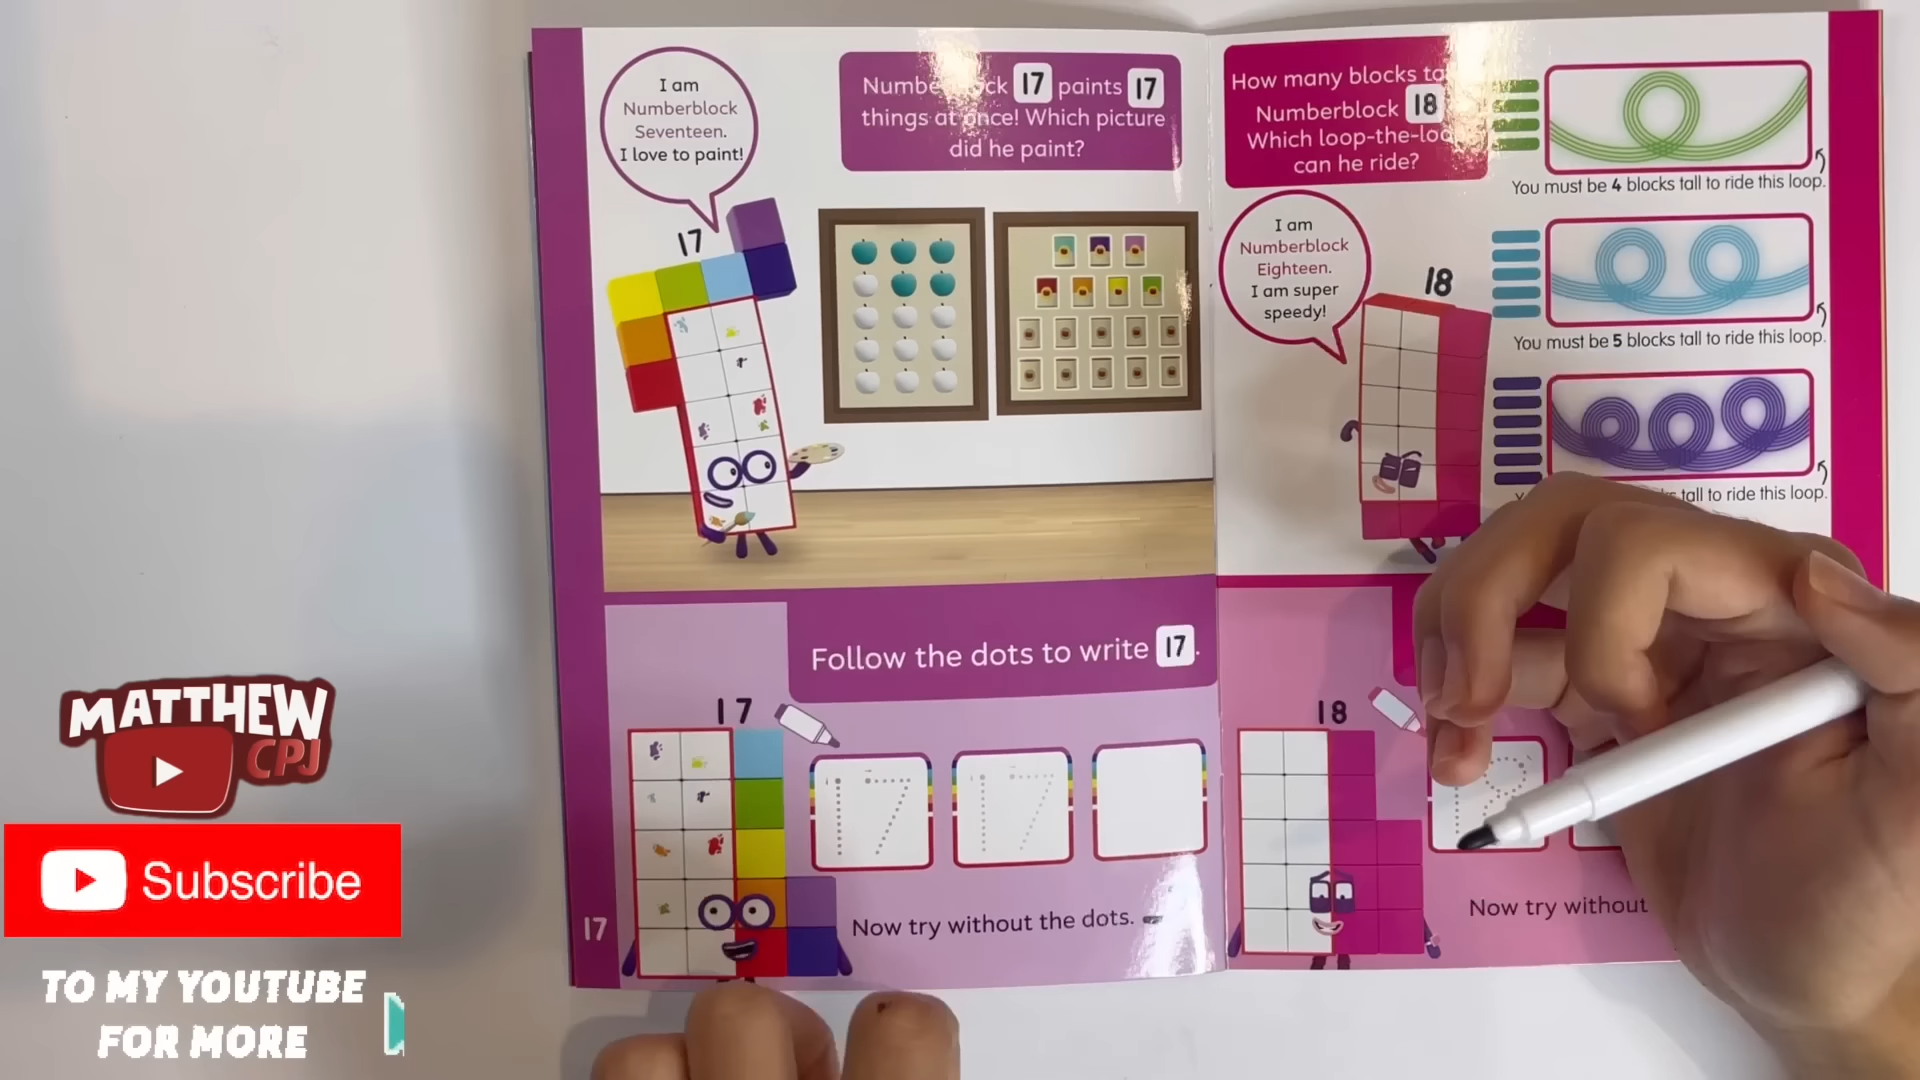 I am
Numberblock
Seventeen.
I love to paint!
17
Numbe ck 17 paints 17
things at once! Which picture
did he paint?
Follow the dots to write 17.
17
17
17
Now try without the dots.
17
How many blocks ta
Numberblock 18
Which loop-the-loo
can he ride?
I am
Numberblock
Eighteen.
I am super
speedy!
18
You must be 4 blocks tall to ride this loop.
You must be 5 blocks tall to ride this loop.
tall to ride this loop.
18
18
Now try without
MATTHEW
CPJ
Subscribe
TO MY YOUTUBE
FOR MORE